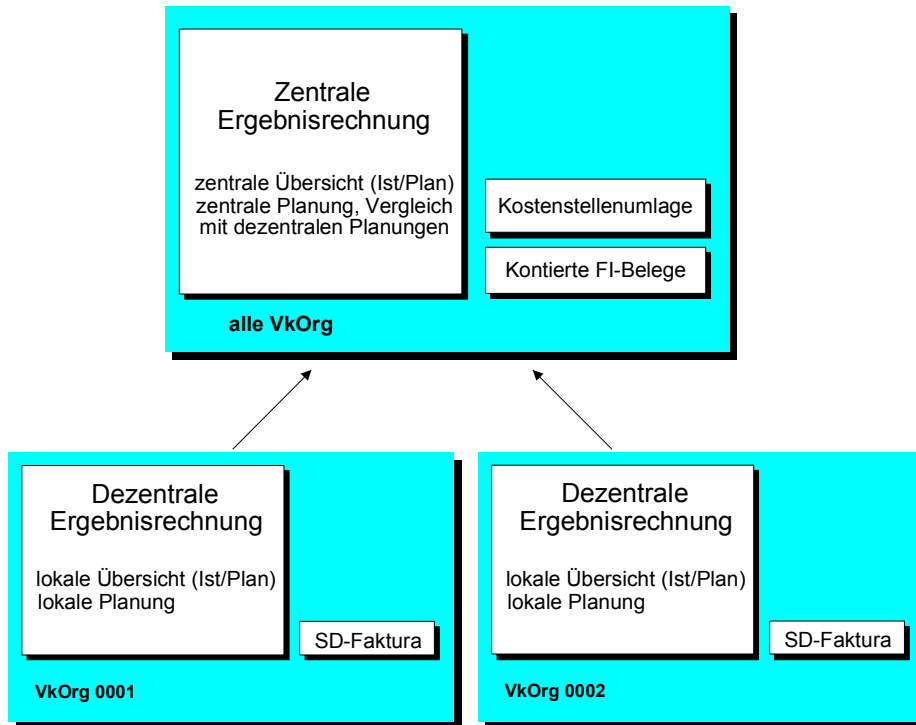 Zentrale
Ergebnisrechnung
zentrale Übersicht (Ist/Plan)
zentrale Planung, Vergleich
mit dezentralen Planungen
Kostenstellenumlage
Kontierte FI-Belege
alle VkOrg
Dezentrale
Ergebnisrechnung
lokale Übersicht (Ist/Plan)
lokale Planung
SD-Faktura
VkOrg 0001
Dezentrale
Ergebnisrechnung
lokale Übersicht (Ist/Plan)
lokale Planung
SD-Faktura
VkOrg 0002